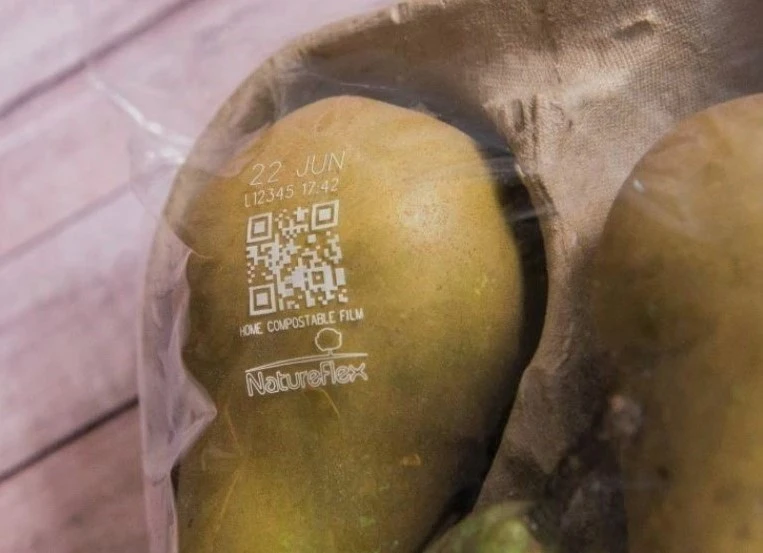 22 JUN
L12345 17:42
HOME COMPOSTABLE FILM
NatureFlex